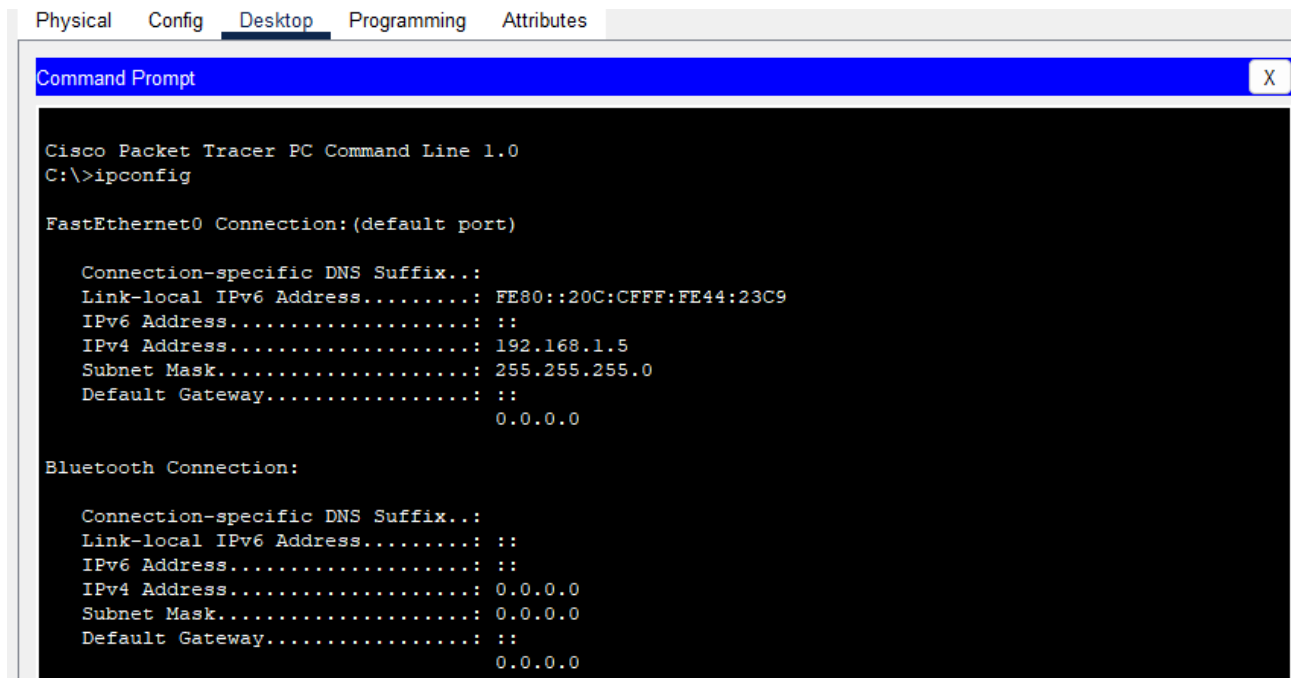 Physical Config Desktop Programming Attributes
Command Prompt X
Cisco Packet Tracer PC Command Line 1.0
C:\>ipconfig
FastEthernet0 Connection:(default port)
Connection-specific DNS Suffix..:
Link-local IPv6 Address.........: FE80::20C:CFFF:FE44:23C9
IPv6 Address....................: ::
IPv4 Address....................: 192.168.1.5
Subnet Mask.....................: 255.255.255.0
Default Gateway.................: ::
0.0.0.0
Bluetooth Connection:
Connection-specific DNS Suffix..:
Link-local IPv6 Address.........: ::
IPv6 Address....................: ::
IPv4 Address....................: 0.0.0.0
Subnet Mask.....................: 0.0.0.0
Default Gateway.................: ::
0.0.0.0